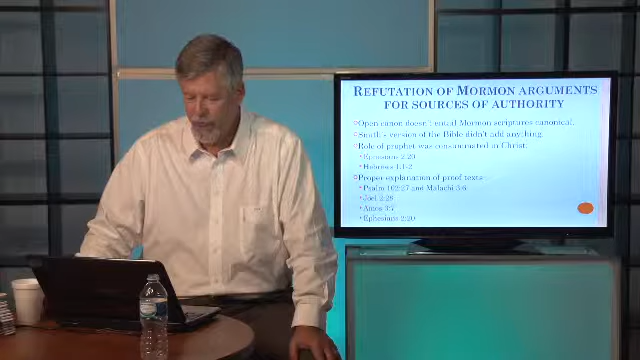 REFUTATION OF MORMON ARGUMENTS
FOR SOURCES OF AUTHORITY
Open canon doesn't entail Mormon scriptures canonical.
Smith's version of the Bible didn't add anything.
Role of prophet was consummated in Christ:
Ephesians 2:20
Hebrews 1:1-2
Proper explanation of proof texts:
Psalm 102:27 and Malachi 3:6
Joel 2:28
Amos 3:7
Ephesians 2:20